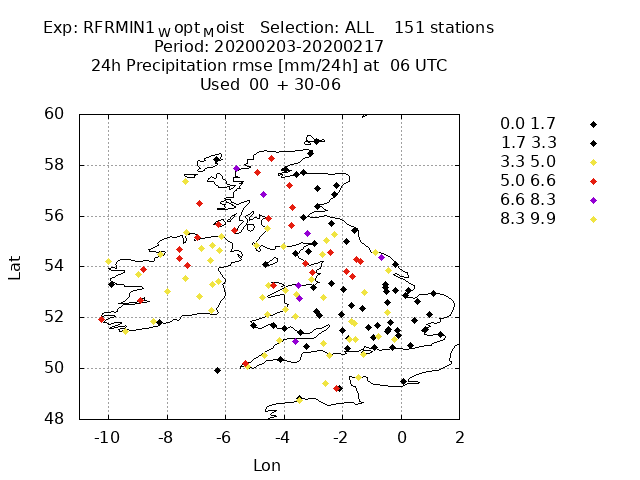 Exp: RFRMIN1WoptMoist Selection: ALL 151 stations
Period: 20200203-20200217
24h Precipitation rmse [mm/24h] at 06 UTC
Used 00 + 30-06
0.0 1.7
1.7 3.3
3.3 5.0
5.0 6.6
6.6 8.3
8.3 9.9
60
58
56
54
52
50
48
Lat
-10 -8 -6 -4 -2 0 2
Lon